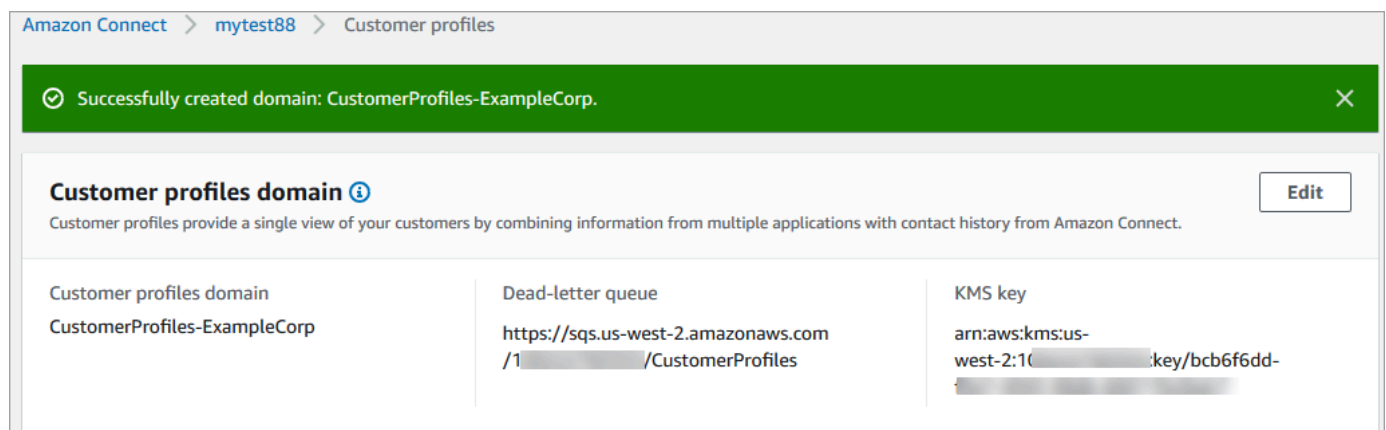 Amazon Connect > mytest88 > Customer profiles
Successfully created domain: CustomerProfiles-ExampleCorp.
Customer profiles domain
Edit
Customer profiles provide a single view of your customers by combining information from multiple applications with contact history from Amazon Connect.
Customer profiles domain
CustomerProfiles-ExampleCorp
Dead-letter queue
https://sqs.us-west-2.amazonaws.com
/1 /CustomerProfiles
KMS key
arn:aws:kms:us-
west-2:10 :key/bcb6f6dd-